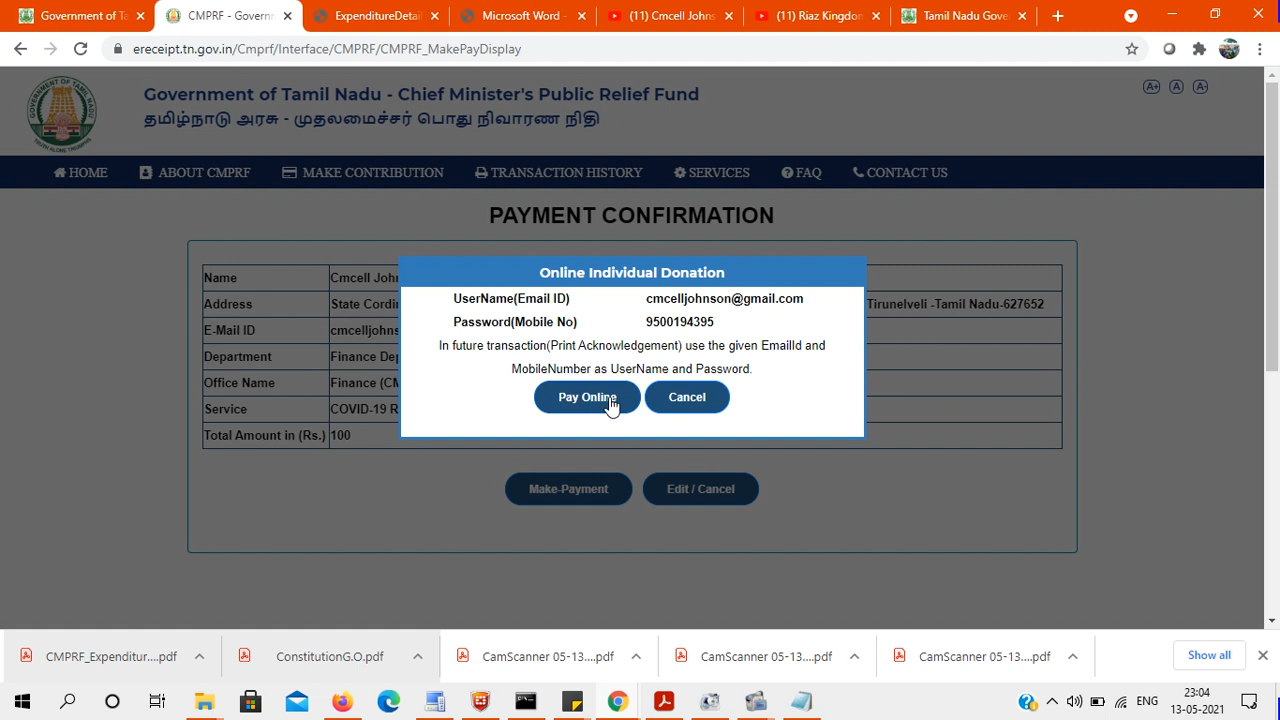 Government of Ta
CMPRF - Governm
ExpenditureDetail
Microsoft Word -
(11) Cmcell Johns
(11) Riaz Kingdon
Tamil Nadu Gove
ereceipt.tn.gov.in/Cmprf/Interface/CMPRF/CMPRF_MakePayDisplay
Government of Tamil Nadu - Chief Minister's Public Relief Fund
தமிழ்நாடு அரசு - முதலமைச்சர் பொது நிவாரண நிதி
A+ A A-
HOME ABOUT CMPRF MAKE CONTRIBUTION TRANSACTION HISTORY SERVICES FAQ CONTACT US
PAYMENT CONFIRMATION
Online Individual Donation
Name Cmcell John
UserName(Email ID) cmcelljohnson@gmail.com
Address State Cordin Tirunelveli -Tamil Nadu-627652
Password(Mobile No) 9500194395
E-Mail ID cmcelljohns
In future transaction(Print Acknowledgement) use the given EmailId and
MobileNumber as UserName and Password.
Department Finance Dep
Office Name Finance (CM
Pay Online Cancel
Service COVID-19 R
Total Amount in (Rs.) 100
Make-Payment Edit / Cancel
CMPRF_Expenditur....pdf
ConstitutionG.O.pdf
CamScanner 05-13....pdf
CamScanner 05-13....pdf
CamScanner 05-13....pdf
Show all
ENG
23:04
13-05-2021